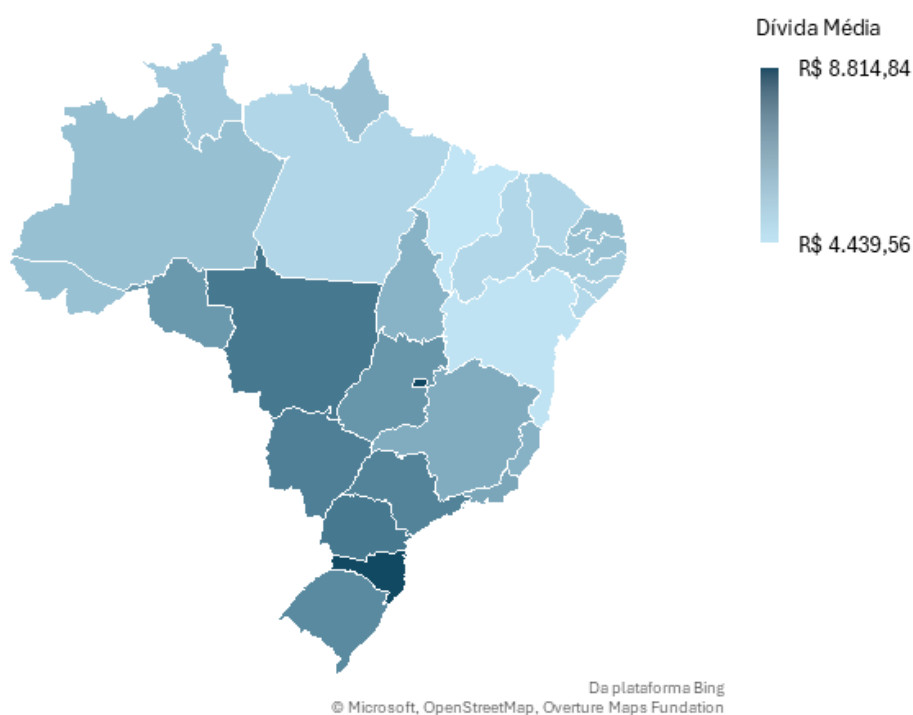 Dívida Média
R$ 8.814,84
R$ 4.439,56
Da plataforma Bing
© Microsoft, OpenStreetMap, Overture Maps Fundation